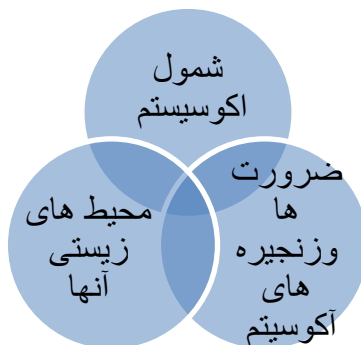 شمول
اکوسیستم
ضرورت
ها
وزنجیره
های
آکوسیتم
محیط های
زیستی
آنها